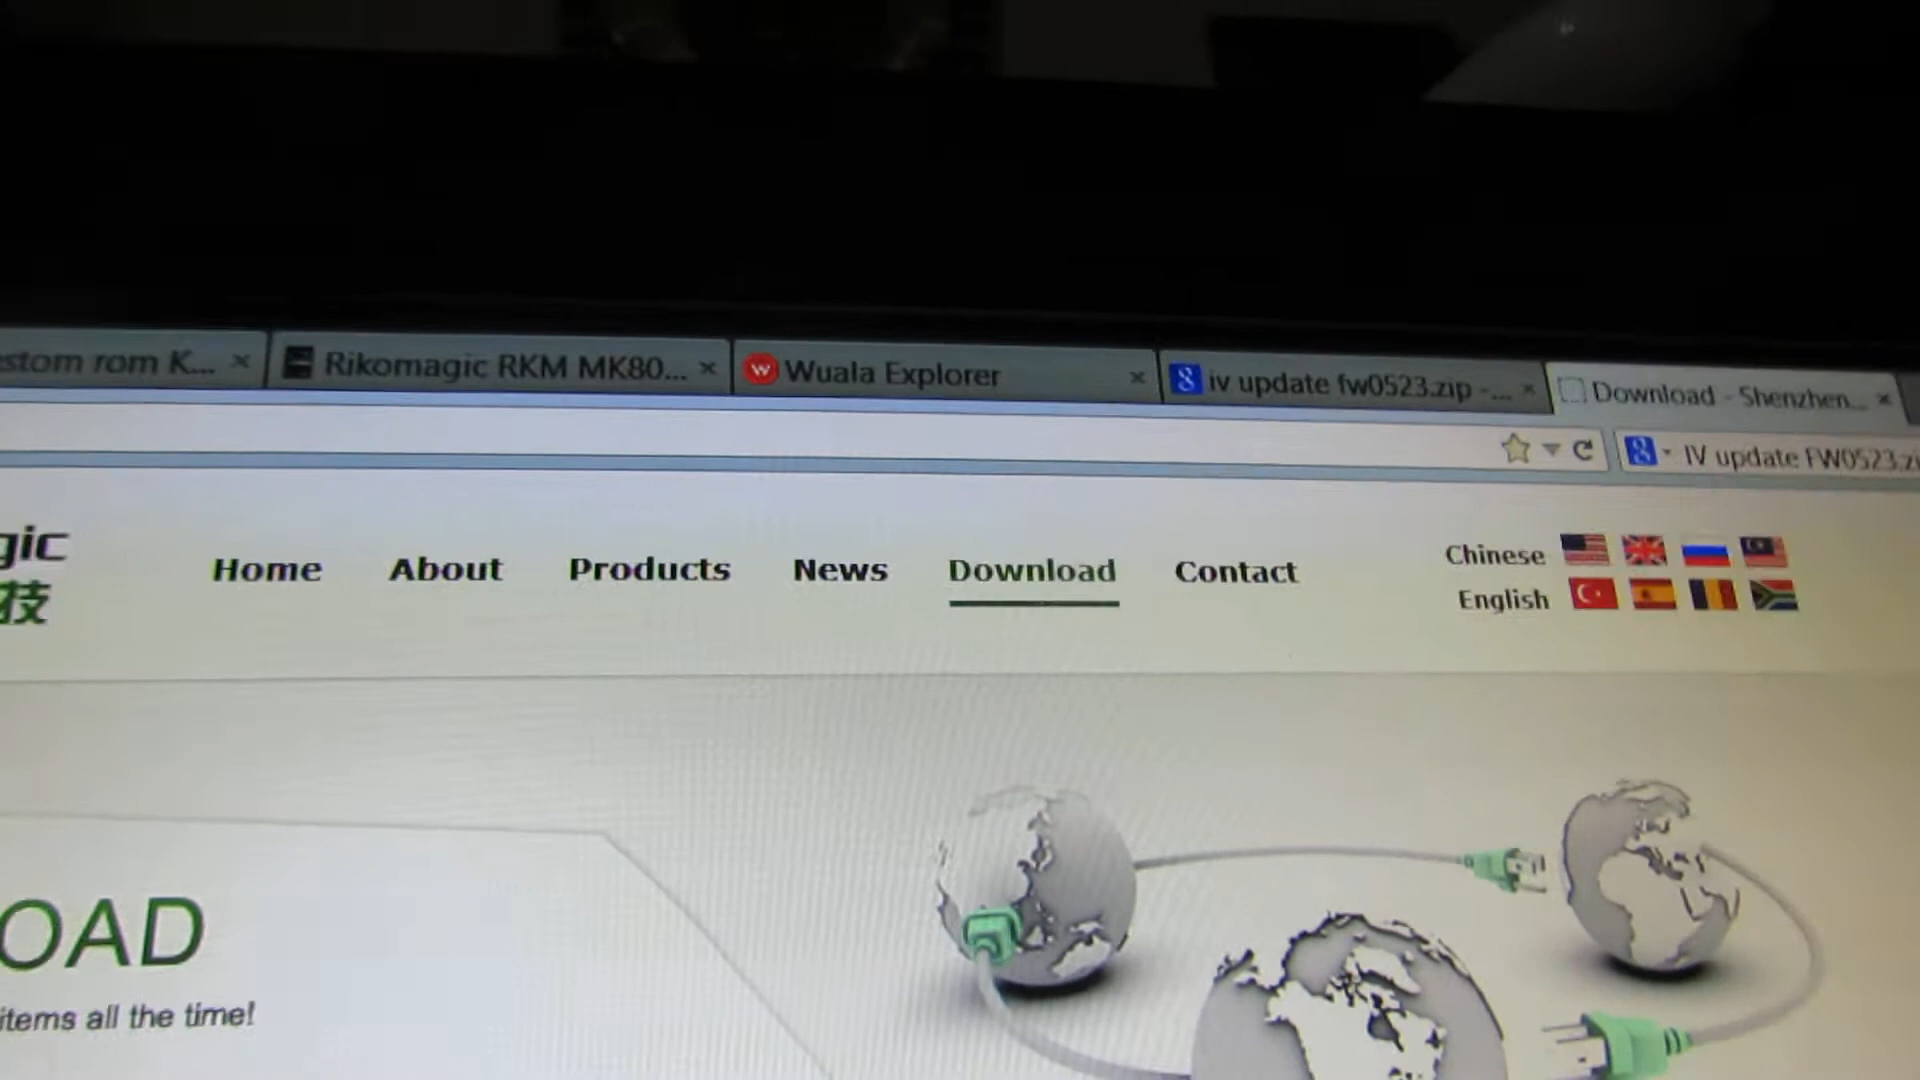 stom rom K...
Rikomagic RKM MK80...
Wuala Explorer
iv update fw0523.zip -...
Download - Shenzhen...
IV update FW0523.zi
gic
技
Home
About
Products
News
Download
Contact
Chinese
English
OAD
items all the time!